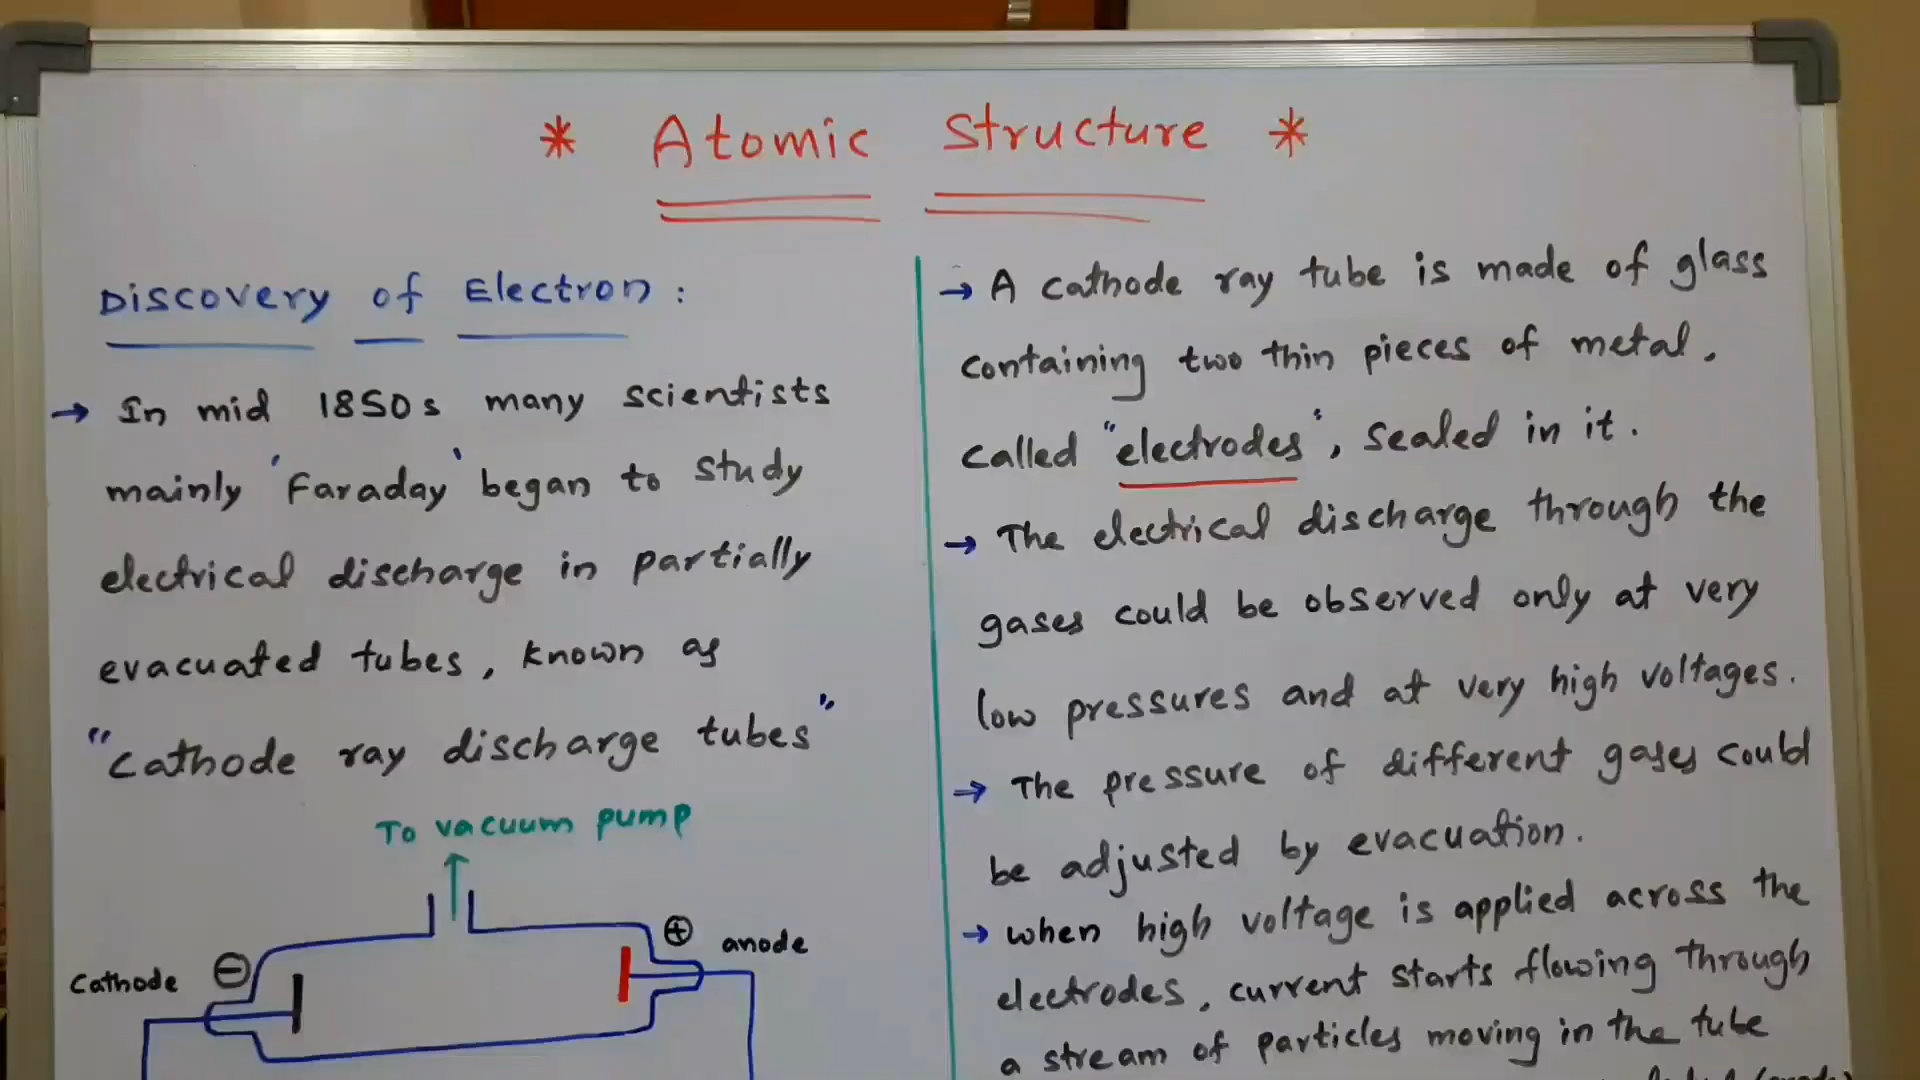 * Atomic Structure *
Discovery of Electron :
→ In mid 1850s many scientists
mainly 'Faraday' began to study
electrical discharge in partially
evacuated tubes, known as
"cathode ray discharge tubes"
To vacuum pump
⊕ anode
Cathode ⊖
→ A cathode ray tube is made of glass
containing two thin pieces of metal,
called "electrodes", sealed in it.
→ The electrical discharge through the
gases could be observed only at very
low pressures and at very high voltages.
→ The pressure of different gases could
be adjusted by evacuation.
→ when high voltage is applied across the
electrodes, current starts flowing through
a stream of particles moving in the tube